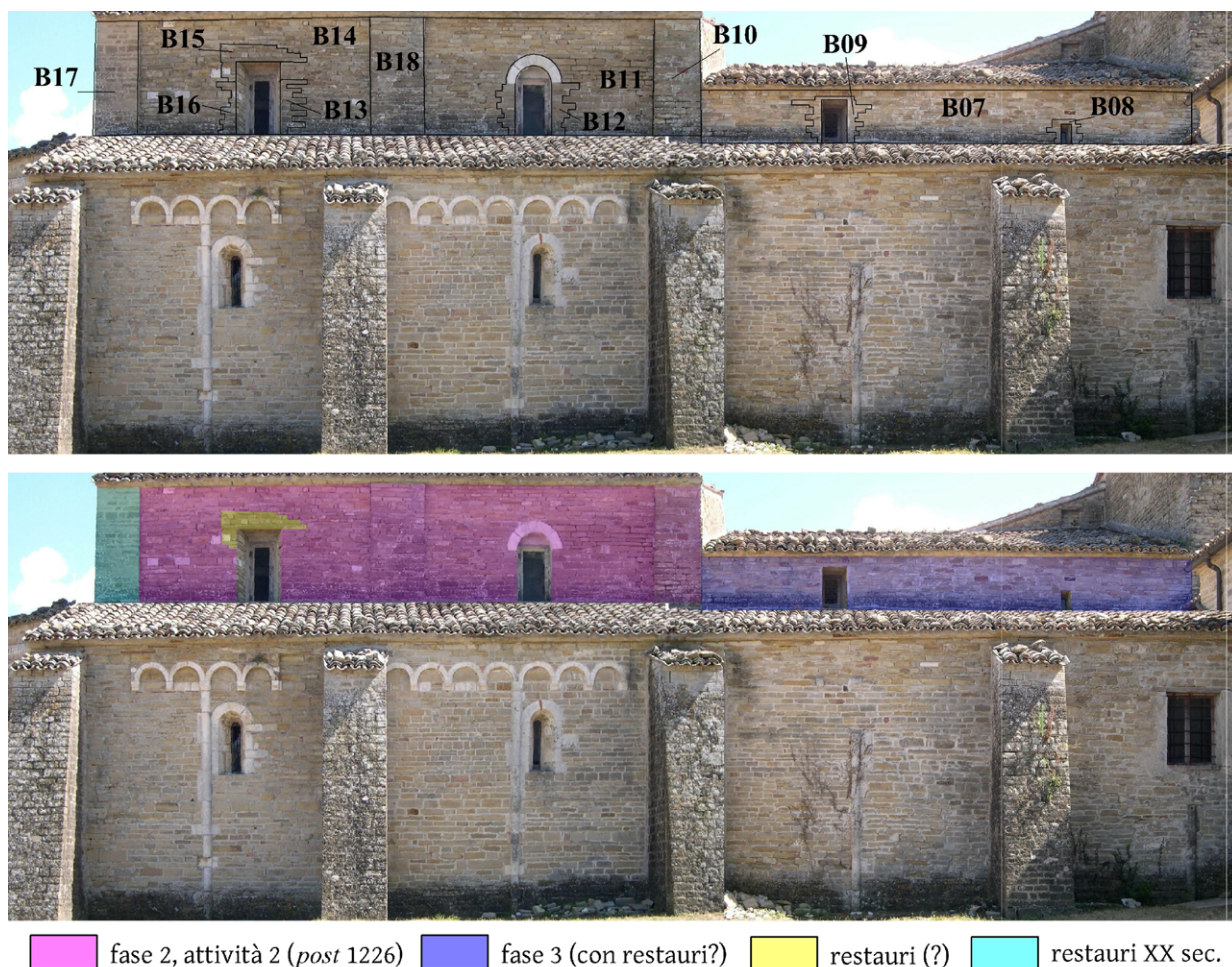 B14
B15
B10
B18
B09
B17
B11
B16
B13
B07
B08
B12
fase 2, attività 2 (post 1226)
fase 3 (con restauri?)
restauri (?)
restauri XX sec.